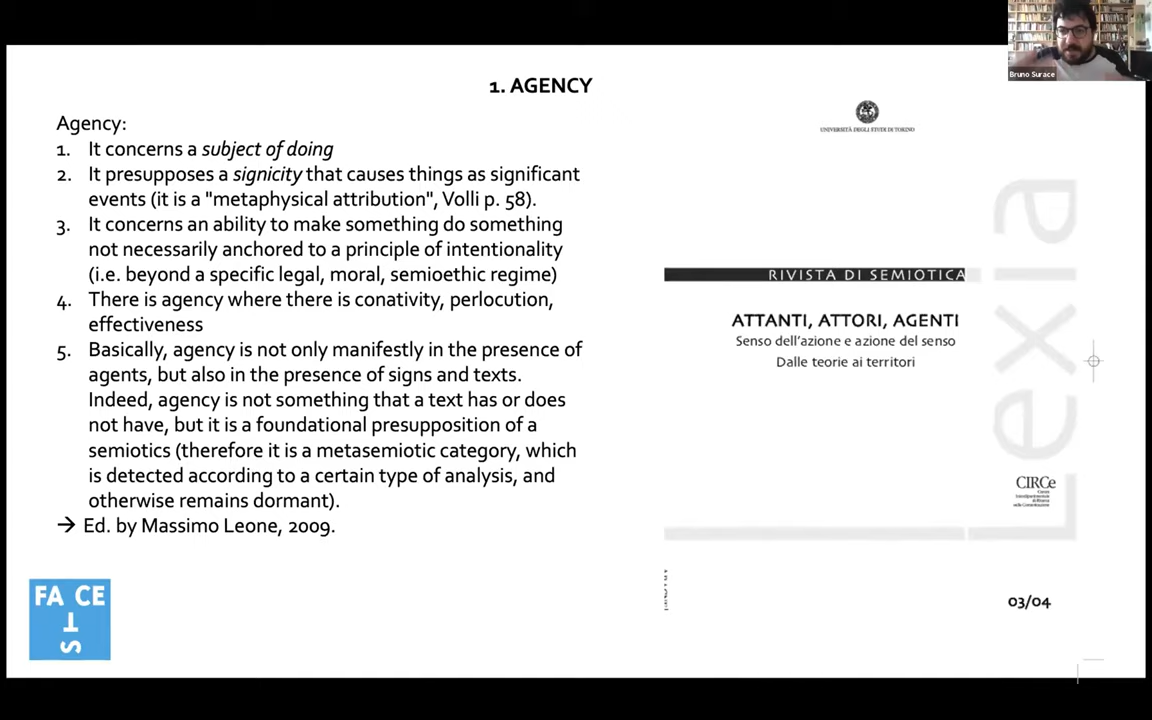 Bruno Surace
1. AGENCY
Agency:
1. It concerns a subject of doing
2. It presupposes a signicity that causes things as significant
events (it is a "metaphysical attribution", Volli p. 58).
3. It concerns an ability to make something do something
not necessarily anchored to a principle of intentionality
(i.e. beyond a specific legal, moral, semioethic regime)
4. There is agency where there is conativity, perlocution,
effectiveness
5. Basically, agency is not only manifestly in the presence of
agents, but also in the presence of signs and texts.
Indeed, agency is not something that a text has or does
not have, but it is a foundational presupposition of a
semiotics (therefore it is a metasemiotic category, which
is detected according to a certain type of analysis, and
otherwise remains dormant).
→ Ed. by Massimo Leone, 2009.
FA CE
T
S
UNIVERSITÀ DEGLI STUDI DI TORINO
RIVISTA DI SEMIOTICA
ATTANTI, ATTORI, AGENTI
Senso dell'azione e azione del senso
Dalle teorie ai territori
Lexia
CIRCe
03/04